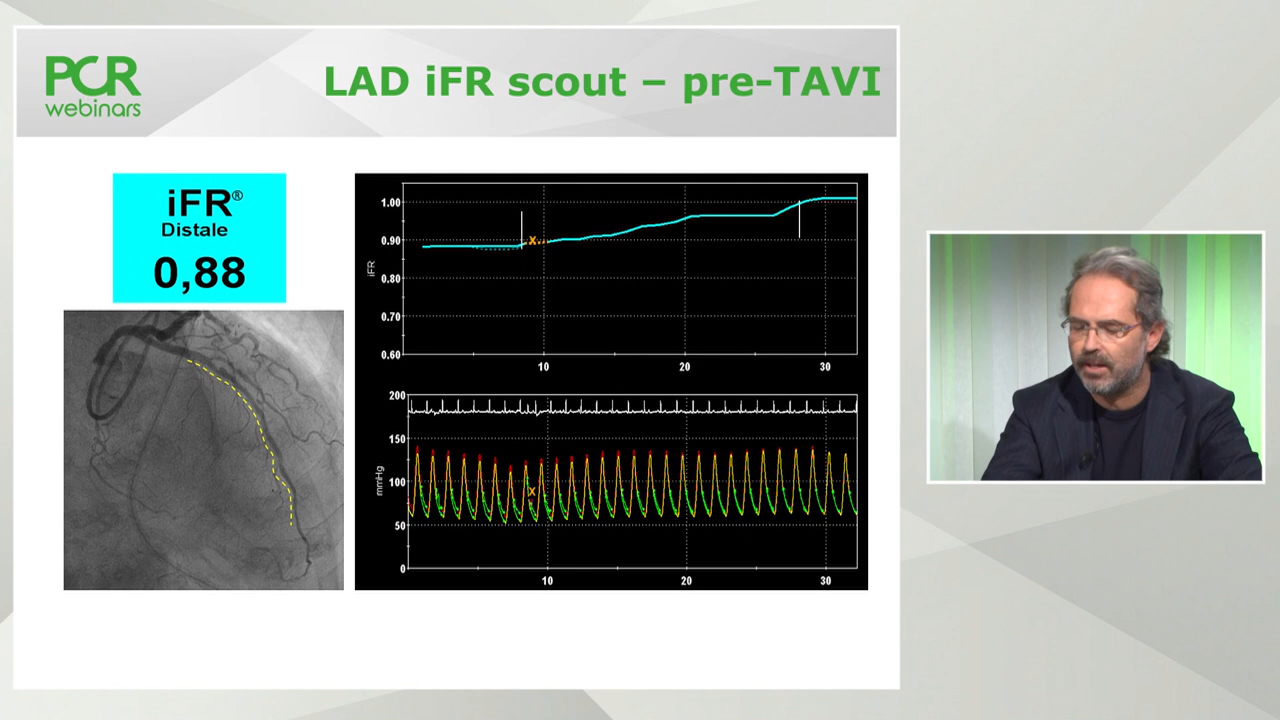 PCR
webinars
LAD iFR scout – pre-TAVI
iFR®
Distale
0,88
1.00
0.90
0.80
0.70
0.60
iFR
10
20
30
200
150
100
50
0
mmHg
10
20
30